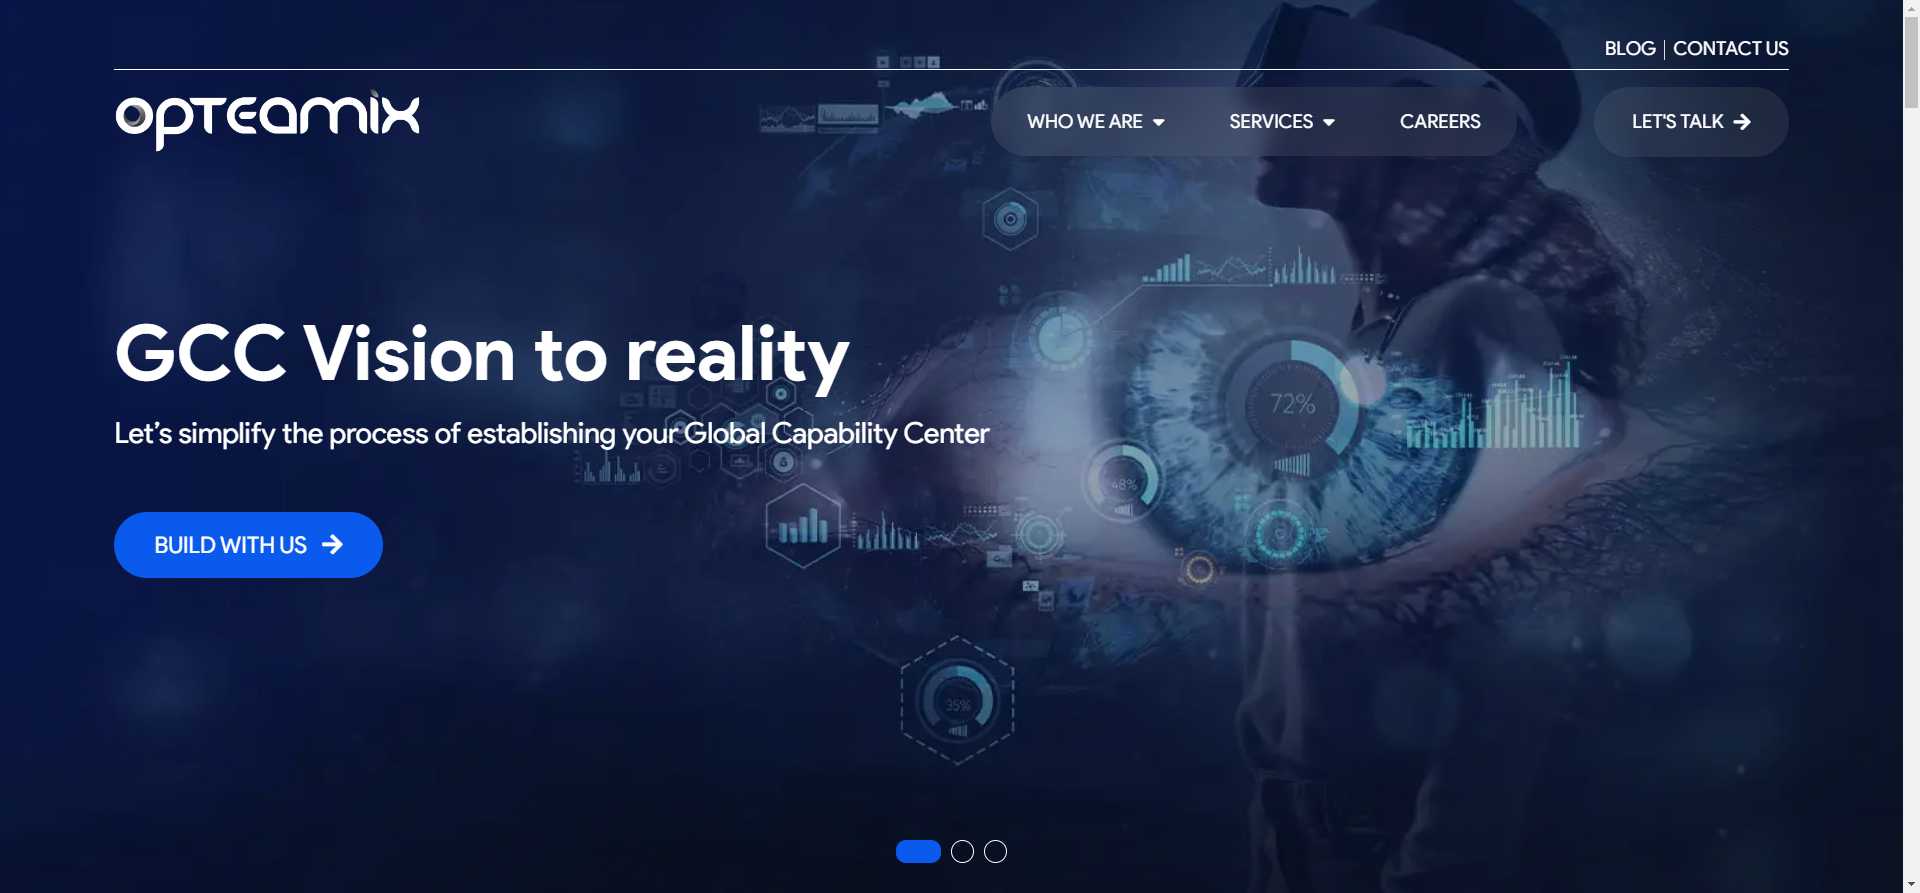 BLOG | CONTACT US
OPTEAMIX
WHO WE ARE
SERVICES
CAREERS
LET'S TALK
GCC Vision to reality
Let’s simplify the process of establishing your Global Capability Center
BUILD WITH US
72%
48%
35%